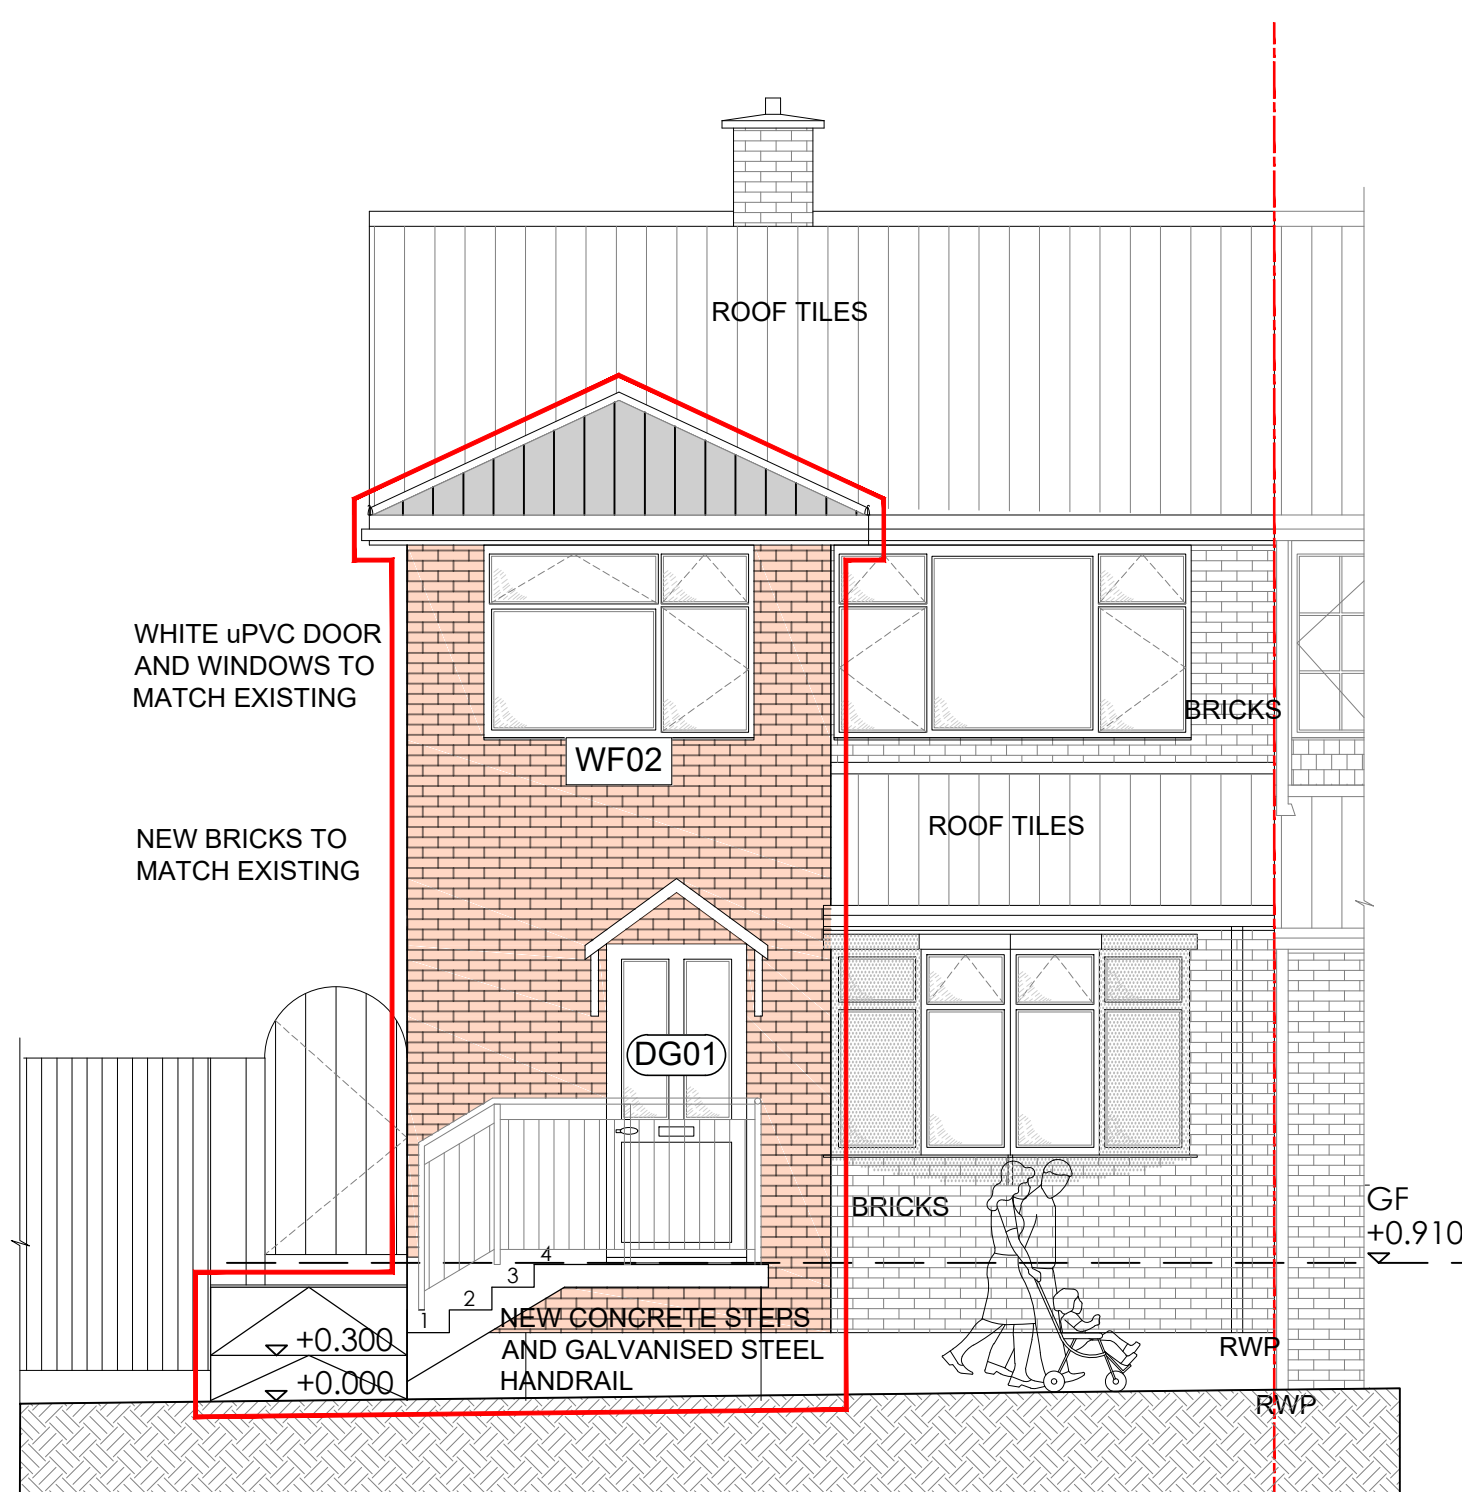 ROOF TILES
WHITE uPVC DOOR
AND WINDOWS TO
MATCH EXISTING
BRICKS
WF02
NEW BRICKS TO
MATCH EXISTING
ROOF TILES
DG01
BRICKS
GF
+0.910
4
3
2
1
NEW CONCRETE STEPS
AND GALVANISED STEEL
HANDRAIL
+0.300
+0.000
RWP
RWP